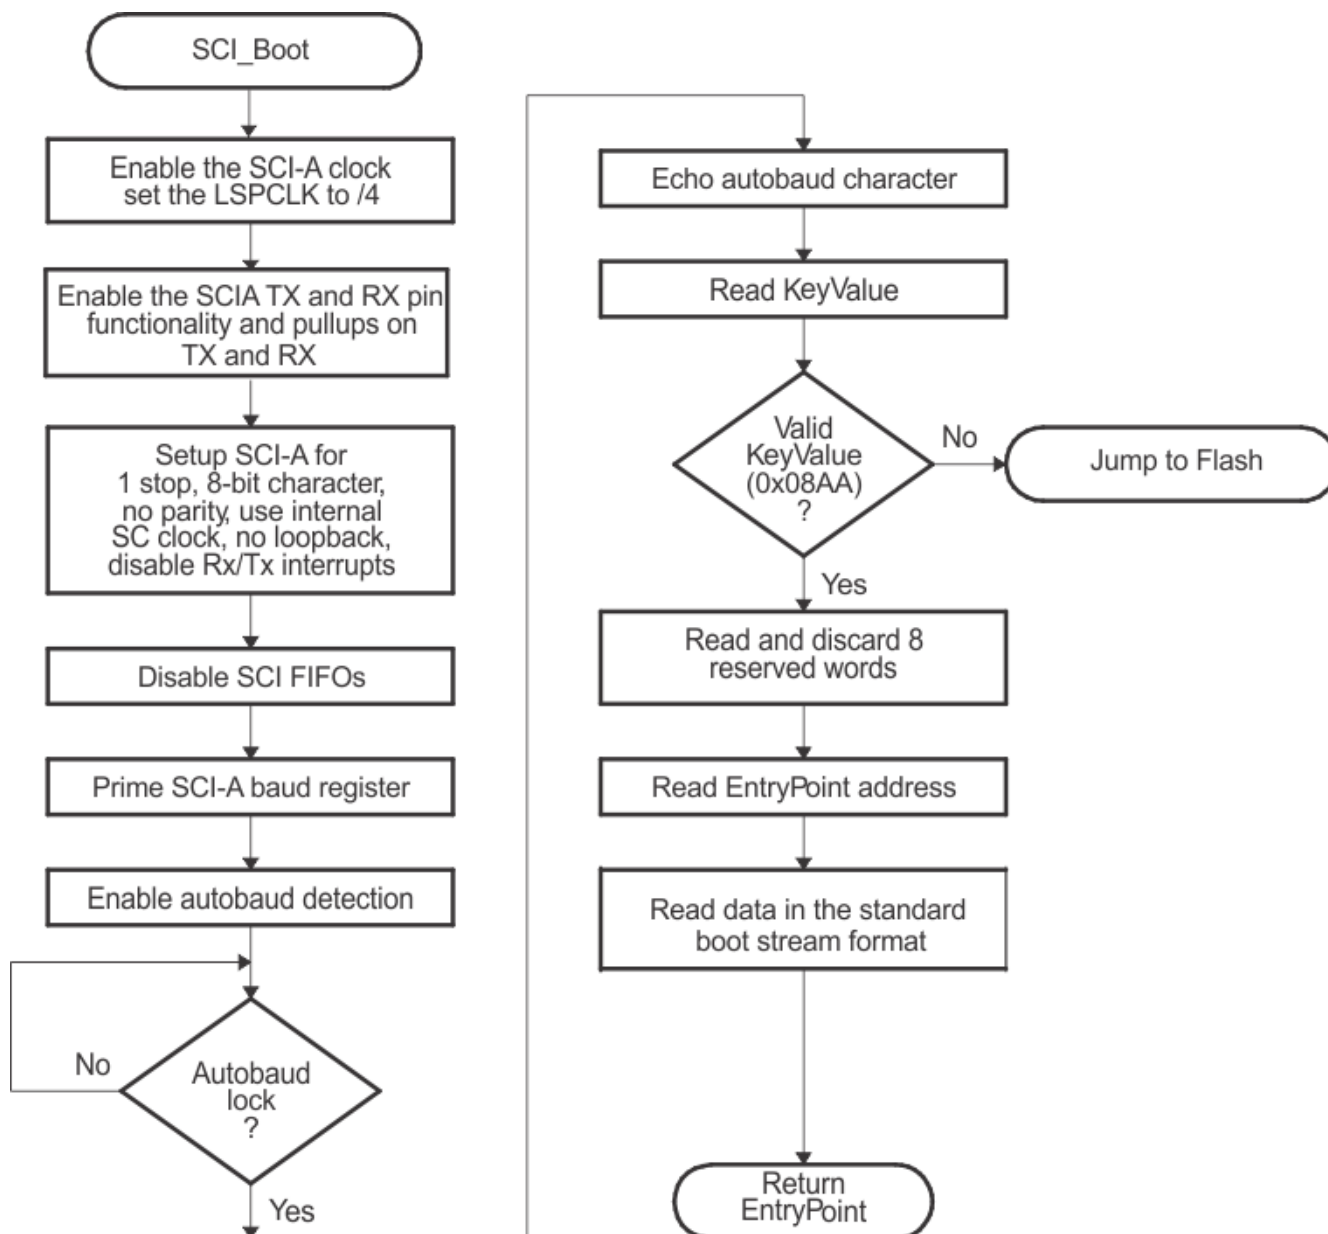 SCI_Boot
Enable the SCI-A clock
set the LSPCLK to /4
Enable the SCIA TX and RX pin
functionality and pullups on
TX and RX
Setup SCI-A for
1 stop, 8-bit character,
no parity, use internal
SC clock, no loopback,
disable Rx/Tx interrupts
Disable SCI FIFOs
Prime SCI-A baud register
Enable autobaud detection
No
Autobaud
lock
?
Yes
Echo autobaud character
Read KeyValue
Valid
KeyValue
(0x08AA)
?
No
Jump to Flash
Yes
Read and discard 8
reserved words
Read EntryPoint address
Read data in the standard
boot stream format
Return
EntryPoint